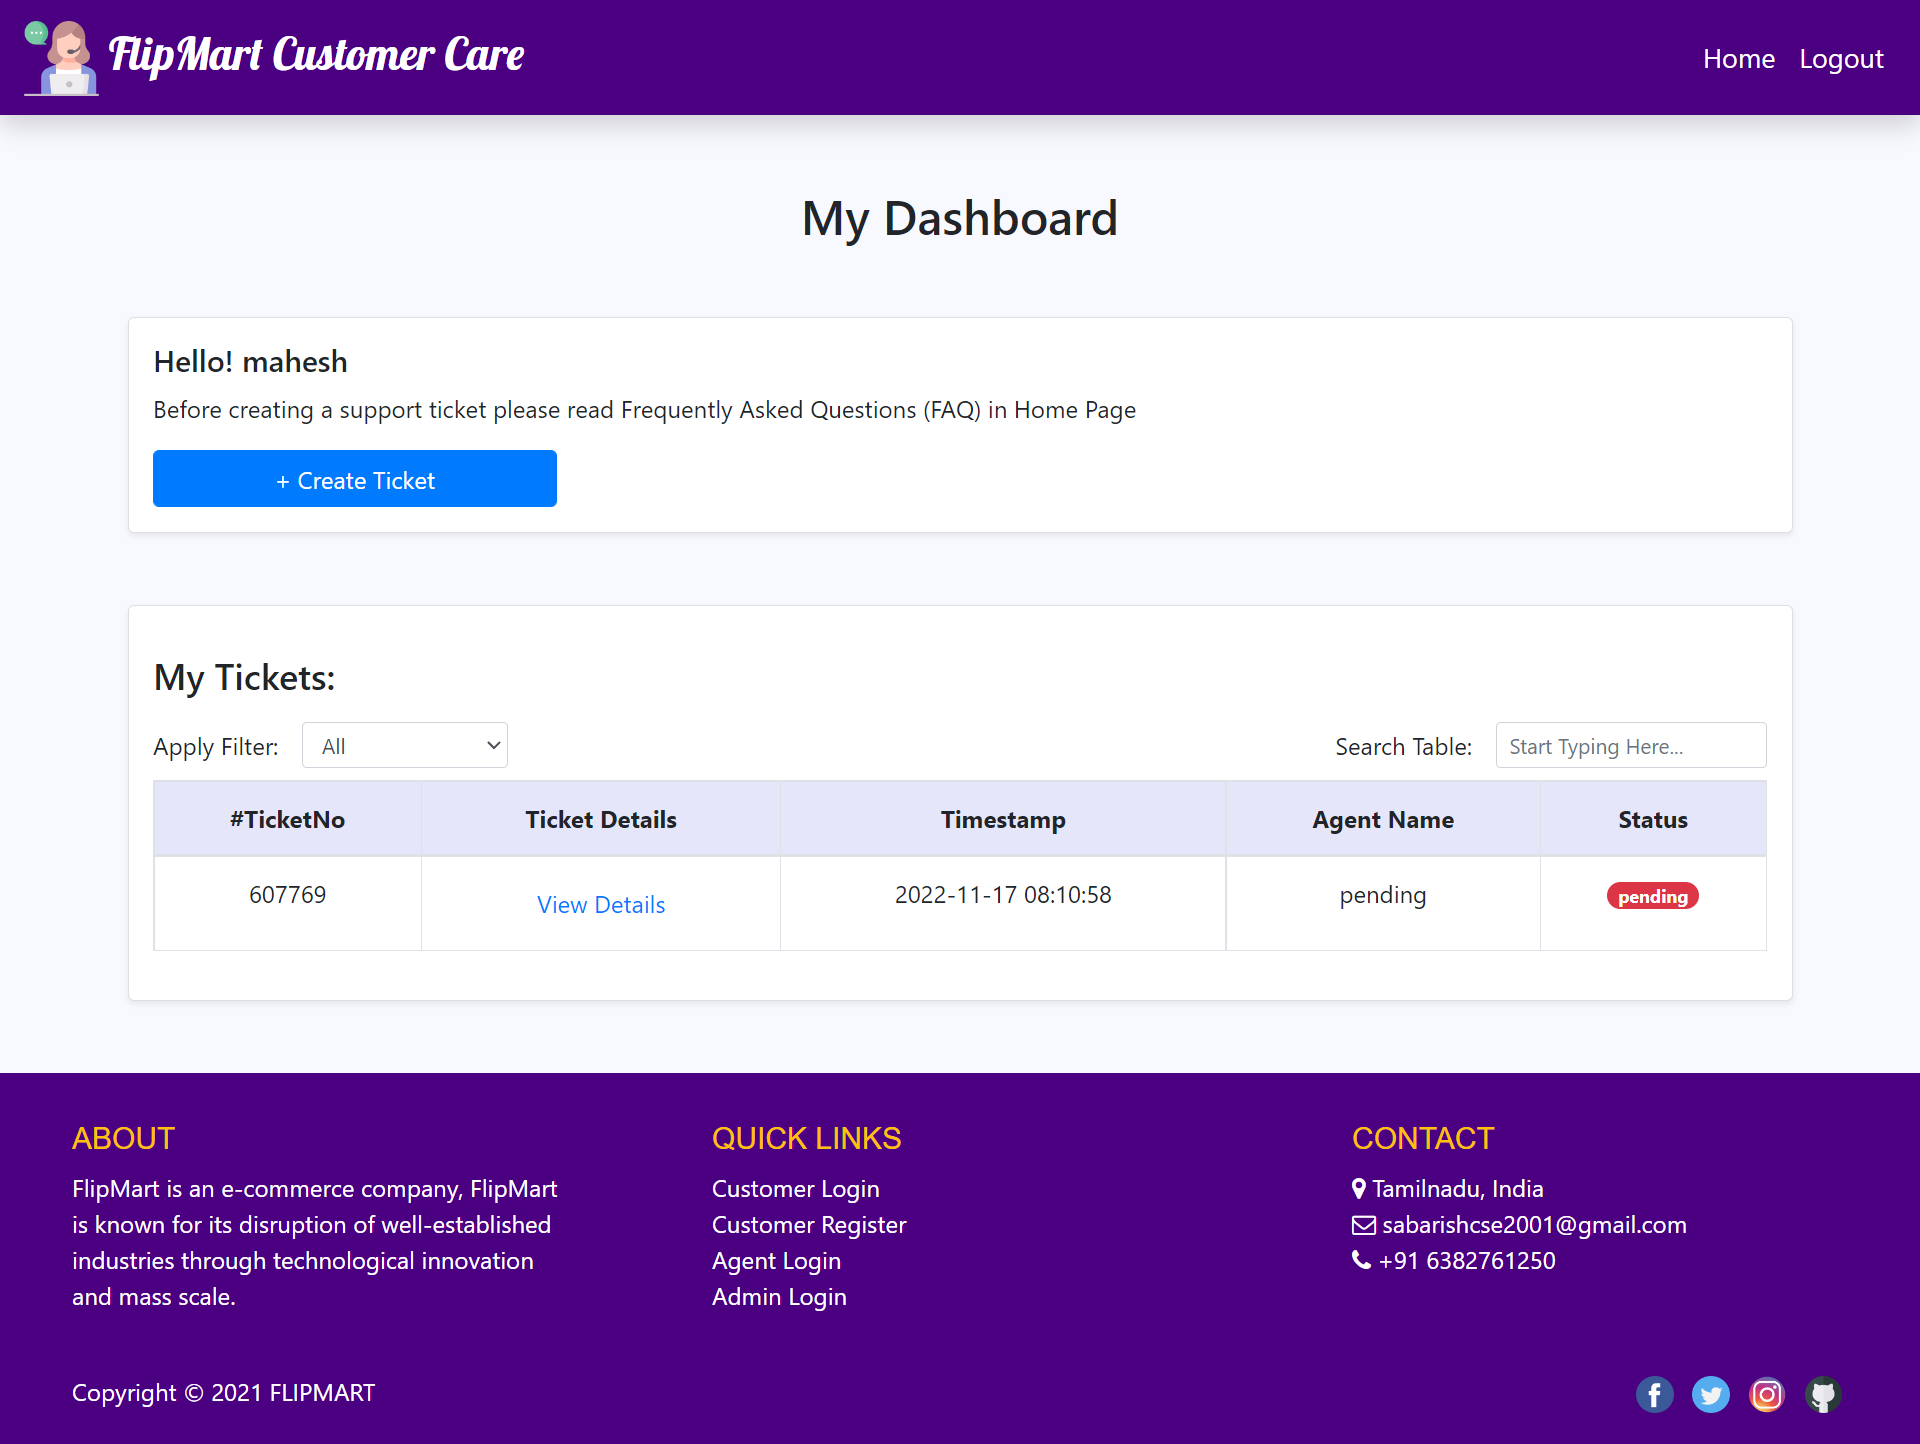 FlipMart Customer Care
Home Logout
My Dashboard
Hello! mahesh
Before creating a support ticket please read Frequently Asked Questions (FAQ) in Home Page
+ Create Ticket
My Tickets:
Apply Filter: All Search Table: Start Typing Here...
#TicketNo Ticket Details Timestamp Agent Name Status
607769 View Details 2022-11-17 08:10:58 pending pending
ABOUT
FlipMart is an e-commerce company, FlipMart
is known for its disruption of well-established
industries through technological innovation
and mass scale.
QUICK LINKS
Customer Login
Customer Register
Agent Login
Admin Login
CONTACT
Tamilnadu, India
sabarishcse2001@gmail.com
+91 6382761250
Copyright © 2021 FLIPMART